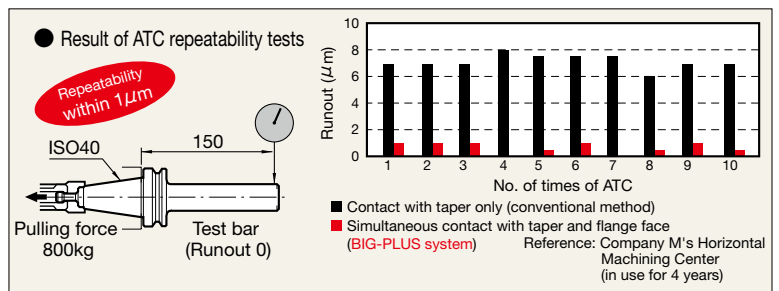 ● Result of ATC repeatability tests
Repeatability
within 1μm
ISO40
150
Pulling force
800kg
Test bar
(Runout 0)
Runout (μm)
10
8
6
4
2
0
1 2 3 4 5 6 7 8 9 10
No. of times of ATC
Contact with taper only (conventional method)
Simultaneous contact with taper and flange face
(BIG-PLUS system)
Reference: Company M's Horizontal
Machining Center
(in use for 4 years)